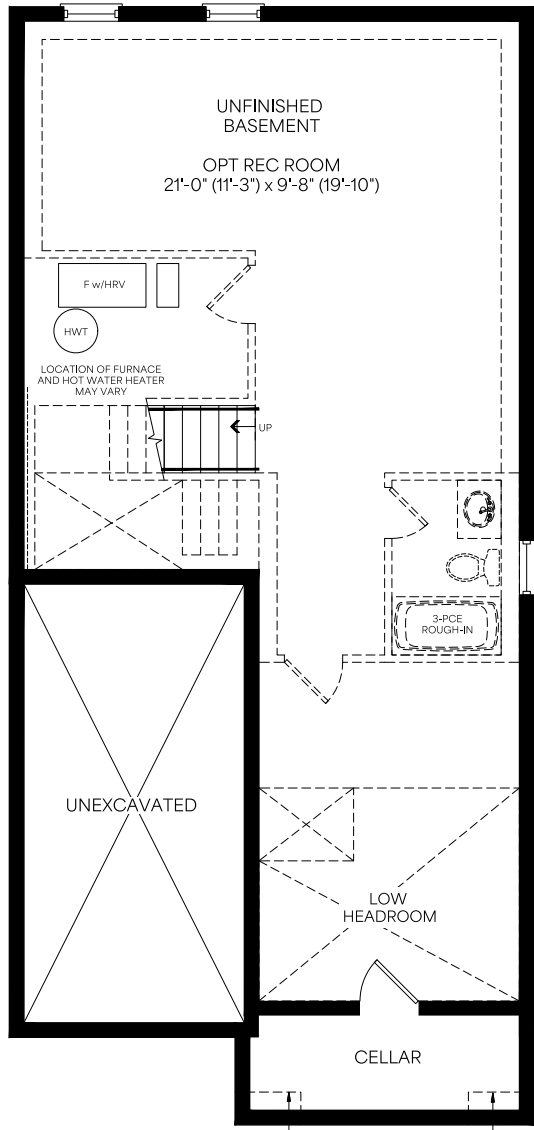 UNFINISHED
BASEMENT
OPT REC ROOM
21'-0" (11'-3") x 9'-8" (19'-10")
F w/HRV
HWT
LOCATION OF FURNACE
AND HOT WATER HEATER
MAY VARY
UP
3-PCE
ROUGH-IN
UNEXCAVATED
LOW
HEADROOM
CELLAR